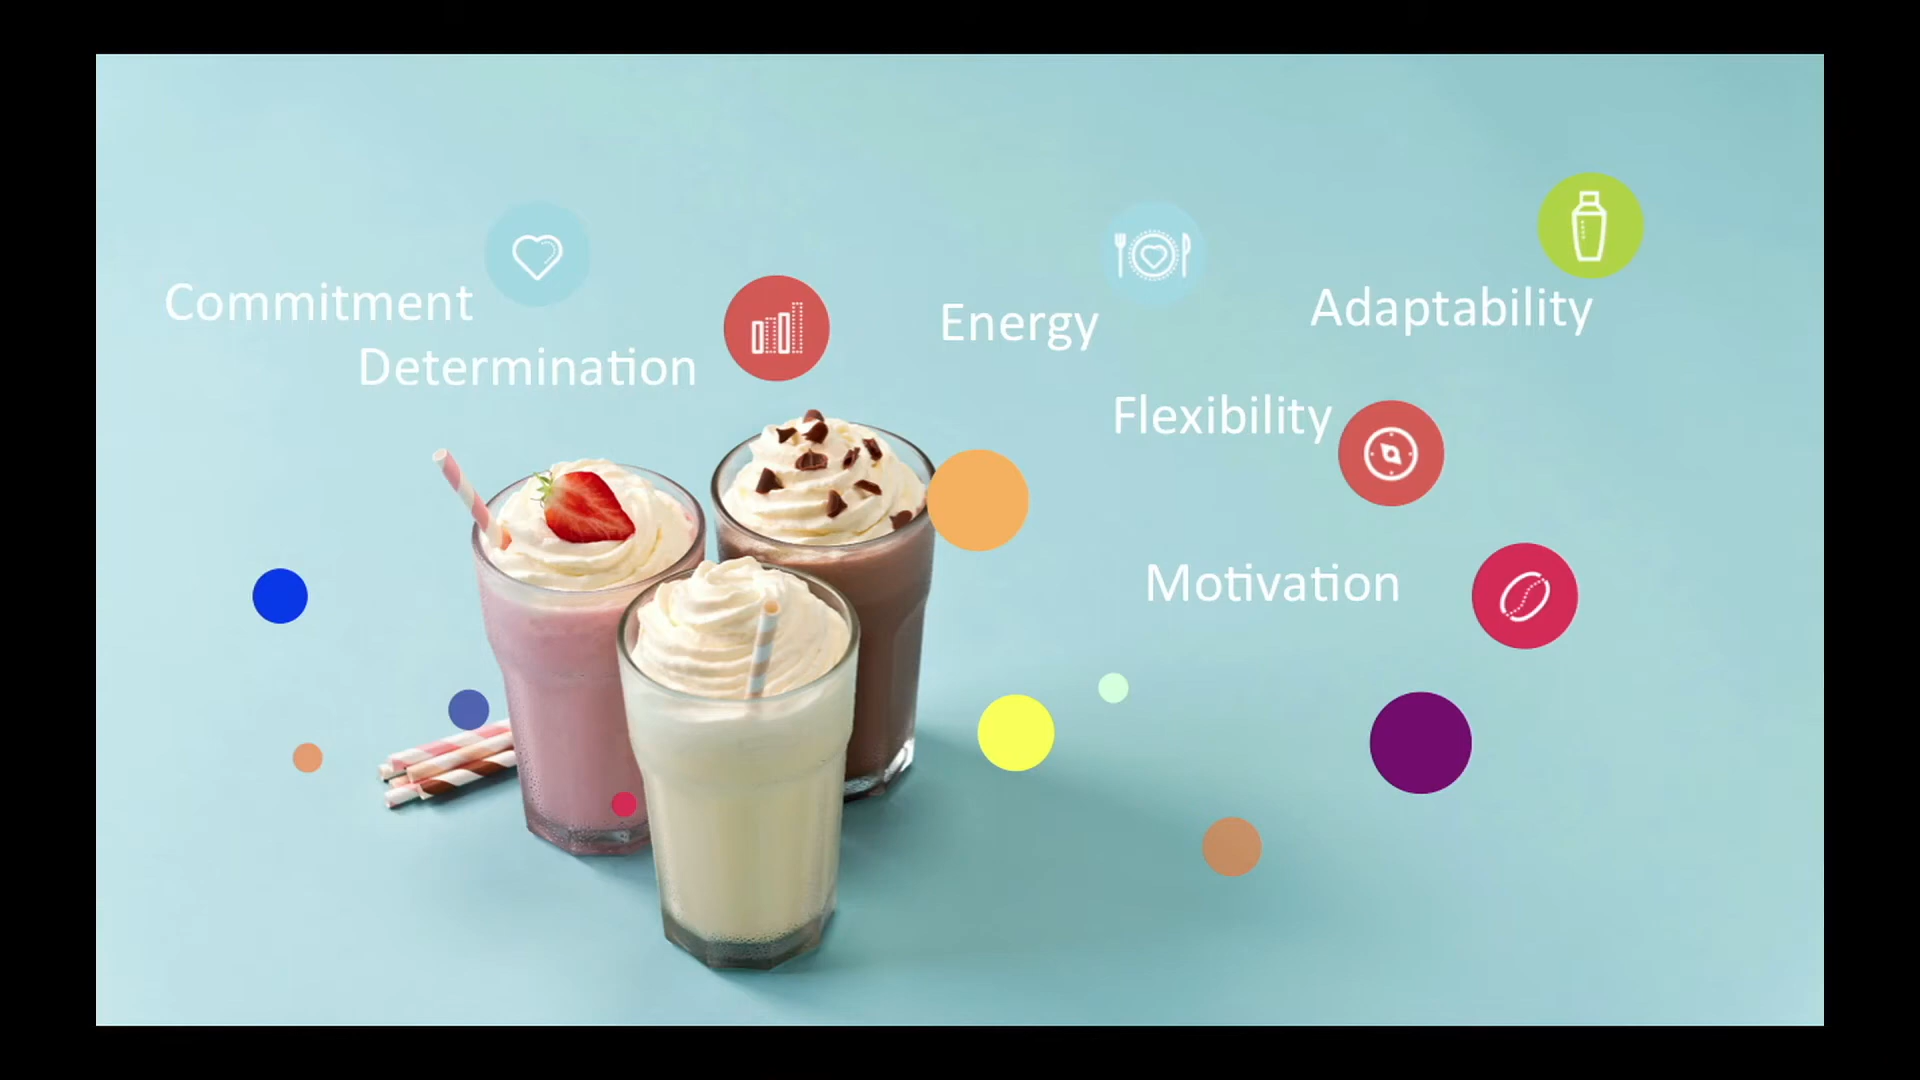 Commitment
Determination
Energy
Adaptability
Flexibility
Motivation